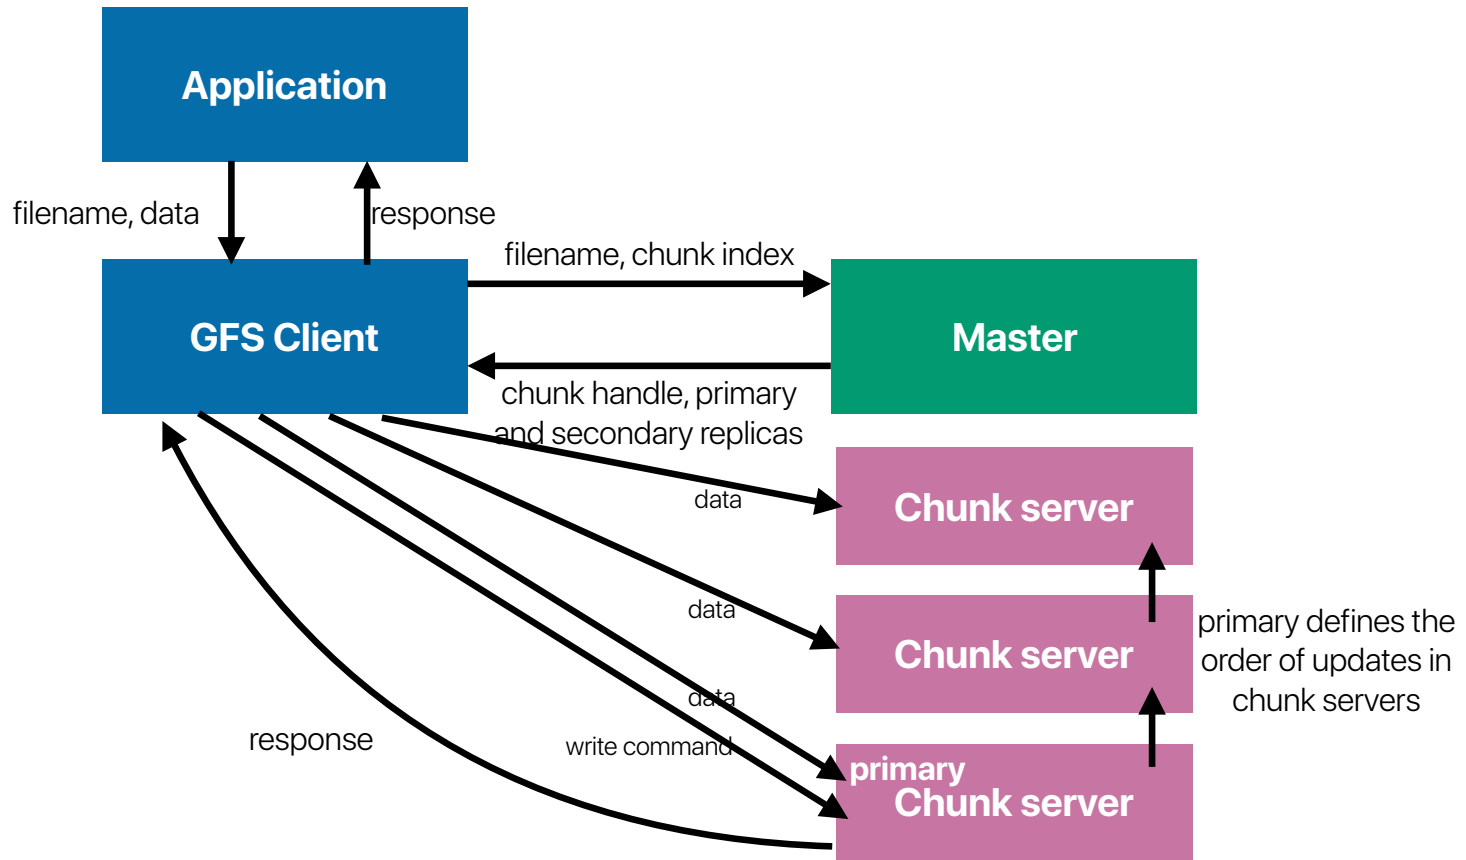 Application
filename, data
response
filename, chunk index
GFS Client
Master
chunk handle, primary
and secondary replicas
data
Chunk server
data
Chunk server
primary defines the
order of updates in
chunk servers
data
response
write command
primary
Chunk server